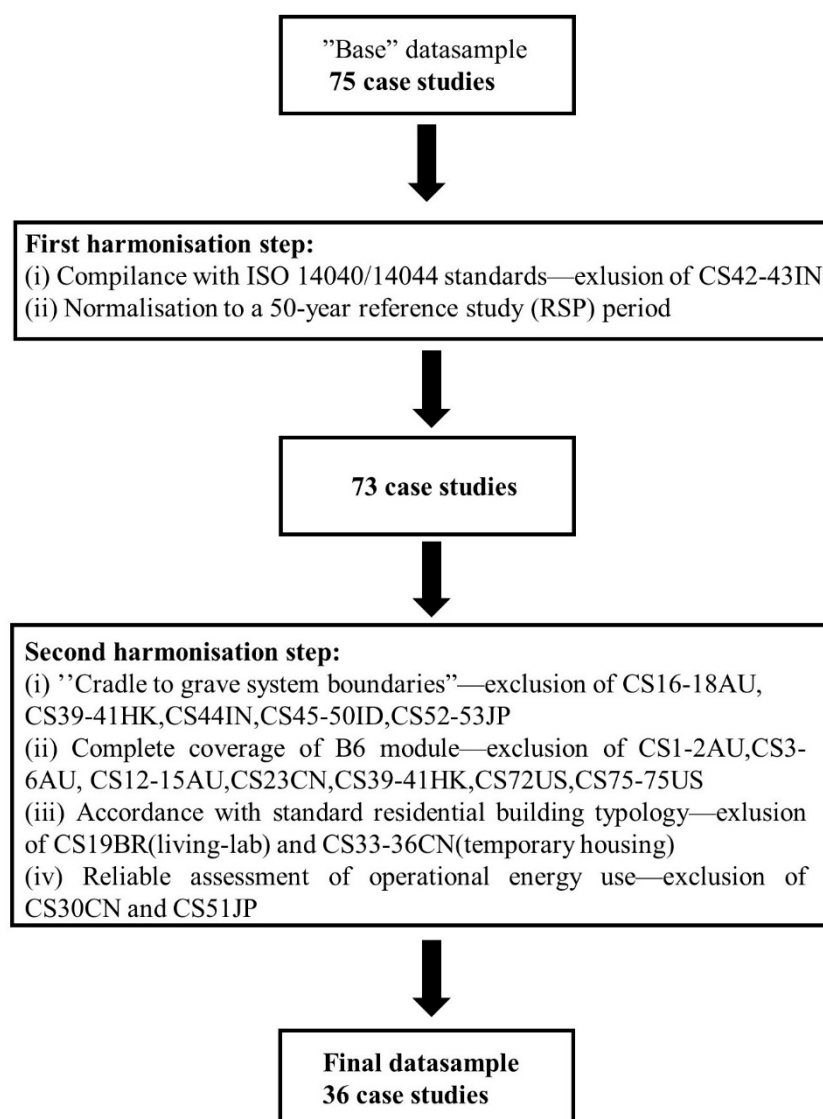 ”Base” datasample
75 case studies
First harmonisation step:
(i) Compilance with ISO 14040/14044 standards—exlusion of CS42-43IN
(ii) Normalisation to a 50-year reference study (RSP) period
73 case studies
Second harmonisation step:
(i) ’’Cradle to grave system boundaries”—exclusion of CS16-18AU,
CS39-41HK,CS44IN,CS45-50ID,CS52-53JP
(ii) Complete coverage of B6 module—exclusion of CS1-2AU,CS3-
6AU, CS12-15AU,CS23CN,CS39-41HK,CS72US,CS75-75US
(iii) Accordance with standard residential building typology—exlusion
of CS19BR(living-lab) and CS33-36CN(temporary housing)
(iv) Reliable assessment of operational energy use—exclusion of
CS30CN and CS51JP
Final datasample
36 case studies